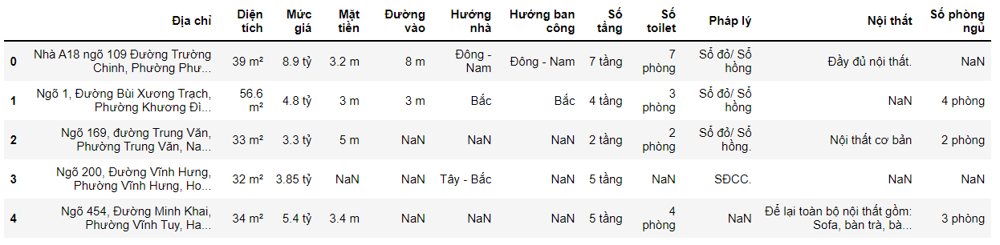 Địa chỉ Diện tích Mức giá Mặt tiền Đường vào Hướng nhà Hướng ban công Số tầng Số toilet Pháp lý Nội thất Số phòng ngủ
0 Nhà A18 ngõ 109 Đường Trường Chinh, Phường Phư... 39 m² 8.9 tỷ 3.2 m 8 m Đông - Nam Đông - Nam 7 tầng 7 phòng Sổ đỏ/ Sổ hồng Đầy đủ nội thất. NaN
1 Ngõ 1, Đường Bùi Xương Trạch, Phường Khương Đì... 56.6 m² 4.8 tỷ 3 m 3 m Bắc Bắc 4 tầng 3 phòng Sổ đỏ/ Sổ hồng NaN 4 phòng
2 Ngõ 169, đường Trung Văn, Phường Trung Văn, Na... 33 m² 3.3 tỷ 5 m NaN NaN NaN 2 tầng 2 phòng Sổ đỏ/ Sổ hồng. Nội thất cơ bản 2 phòng
3 Ngõ 200, Đường Vĩnh Hưng, Phường Vĩnh Hưng, Ho... 32 m² 3.85 tỷ NaN NaN Tây - Bắc NaN 5 tầng NaN SĐCC. NaN NaN
4 Ngõ 454, Đường Minh Khai, Phường Vĩnh Tuy, Ha... 34 m² 5.4 tỷ 3.4 m NaN NaN NaN 5 tầng 4 phòng NaN Để lại toàn bộ nội thất gồm: Sofa, bàn trà, bà... 3 phòng